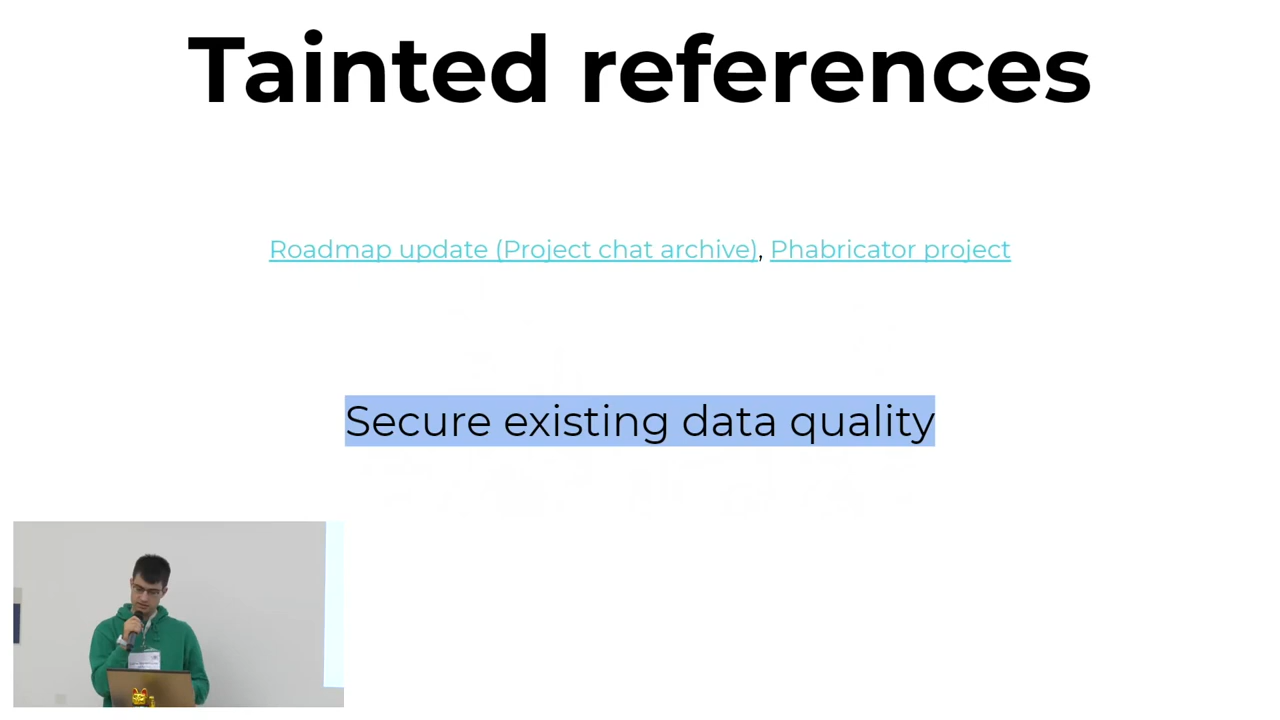 Tainted references
Roadmap update (Project chat archive), Phabricator project
Secure existing data quality